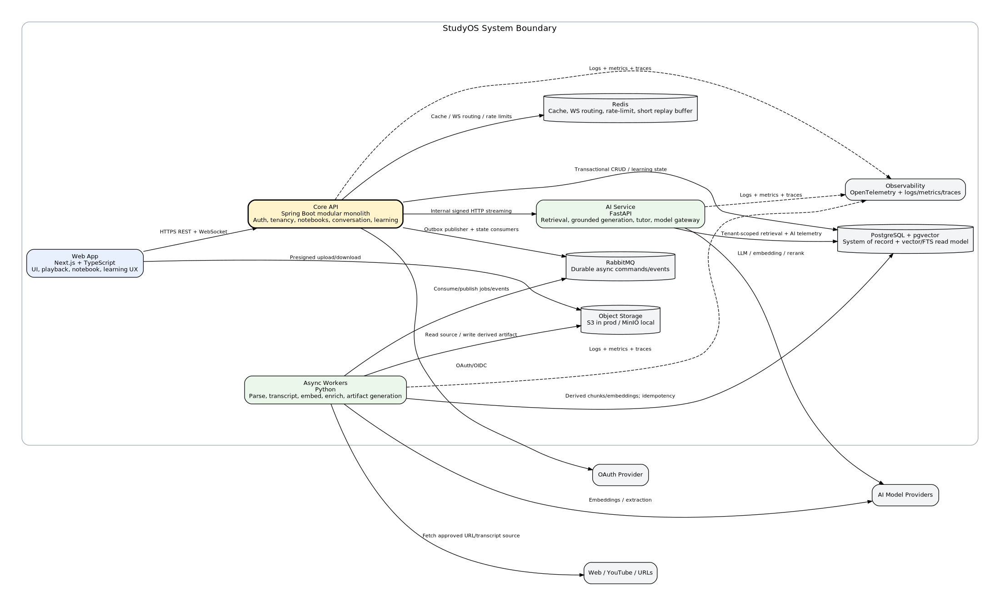 StudyOS System Boundary
Logs + metrics + traces
Redis
Cache, WS routing, rate-limit, short replay buffer
Cache / WS routing / rate limits
Transactional CRUD / learning state
Observability
OpenTelemetry + logs/metrics/traces
Logs + metrics + traces
Core API
Spring Boot modular monolith
Auth, tenancy, notebooks, conversation, learning
Internal signed HTTP streaming
AI Service
FastAPI
Retrieval, grounded generation, tutor, model gateway
HTTPS REST + WebSocket
Outbox publisher + state consumers
Tenant-scoped retrieval + AI telemetry
PostgreSQL + pgvector
System of record + vector/FTS read model
Web App
Next.js + TypeScript
UI, playback, notebook, learning UX
Presigned upload/download
LLM / embedding / rerank
RabbitMQ
Durable async commands/events
Consume/publish jobs/events
Object Storage
S3 in prod / MinIO local
Read source / write derived artifact
Logs + metrics + traces
OAuth/OIDC
Async Workers
Python
Parse, transcript, embed, enrich, artifact generation
Derived chunks/embeddings; idempotency
OAuth Provider
AI Model Providers
Embeddings / extraction
Fetch approved URL/transcript source
Web / YouTube / URLs